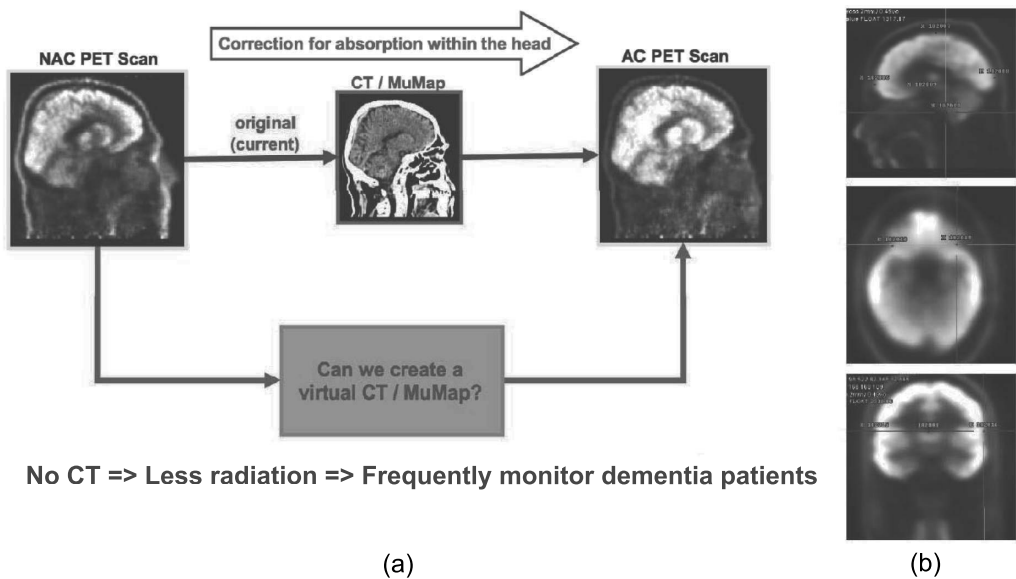 Correction for absorption within the head
NAC PET Scan
CT / MuMap
AC PET Scan
original
(current)
Can we create a
virtual CT / MuMap?
No CT => Less radiation => Frequently monitor dementia patients
(a)
(b)